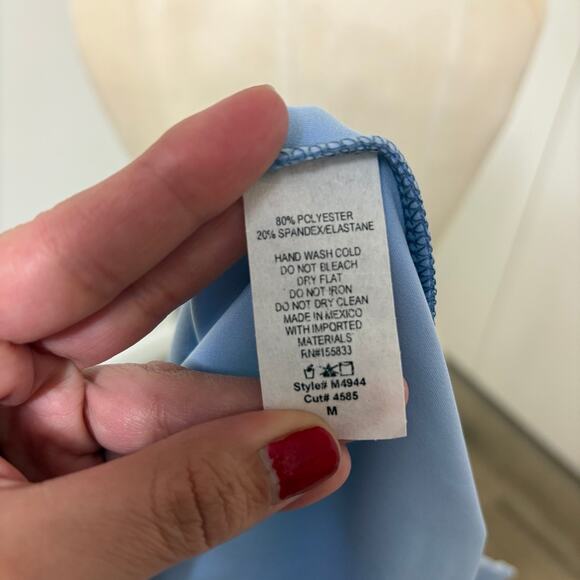 80% POLYESTER
20% SPANDEX/ELASTANE
HAND WASH COLD
DO NOT BLEACH
DRY FLAT
DO NOT IRON
DO NOT DRY CLEAN
MADE IN MEXICO
WITH IMPORTED
MATERIALS
RN#155833
Style# M4944
Cut# 4585
M